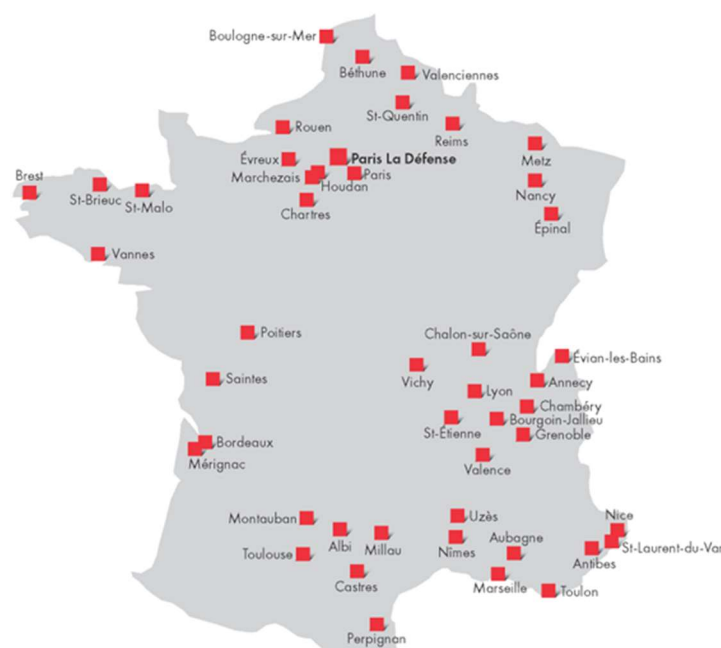 Boulogne-sur-Mer
Béthune
Valenciennes
St-Quentin
Rouen
Reims
Évreux
Paris La Défense
Metz
Marchezais
Houdan
Paris
Brest
St-Brieuc
St-Malo
Nancy
Chartres
Épinal
Vannes
Poitiers
Chalon-sur-Saône
Évian-les-Bains
Saintes
Vichy
Annecy
Lyon
Chambéry
St-Étienne
Bourgoin-Jallieu
Bordeaux
Grenoble
Mérignac
Valence
Montauban
Uzès
Nice
Albi
Millau
Nîmes
Aubagne
St-Laurent-du-Var
Toulouse
Antibes
Castres
Marseille
Toulon
Perpignan